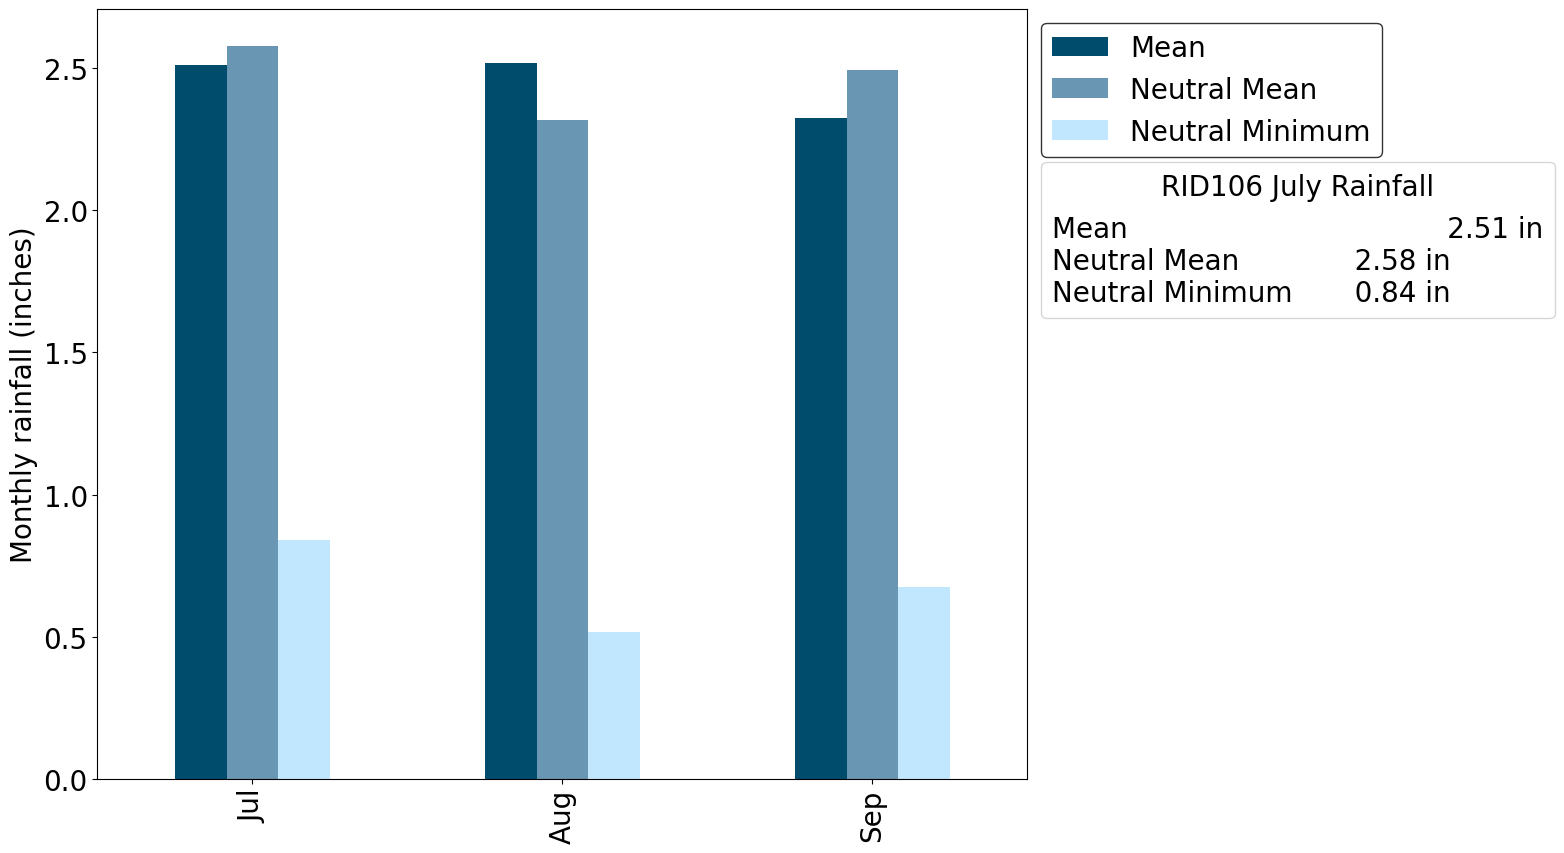 Monthly rainfall (inches)
2.5
2.0
1.5
1.0
0.5
0.0
Jul
Aug
Sep
Mean
Neutral Mean
Neutral Minimum
RID106 July Rainfall
Mean 2.51 in
Neutral Mean 2.58 in
Neutral Minimum 0.84 in